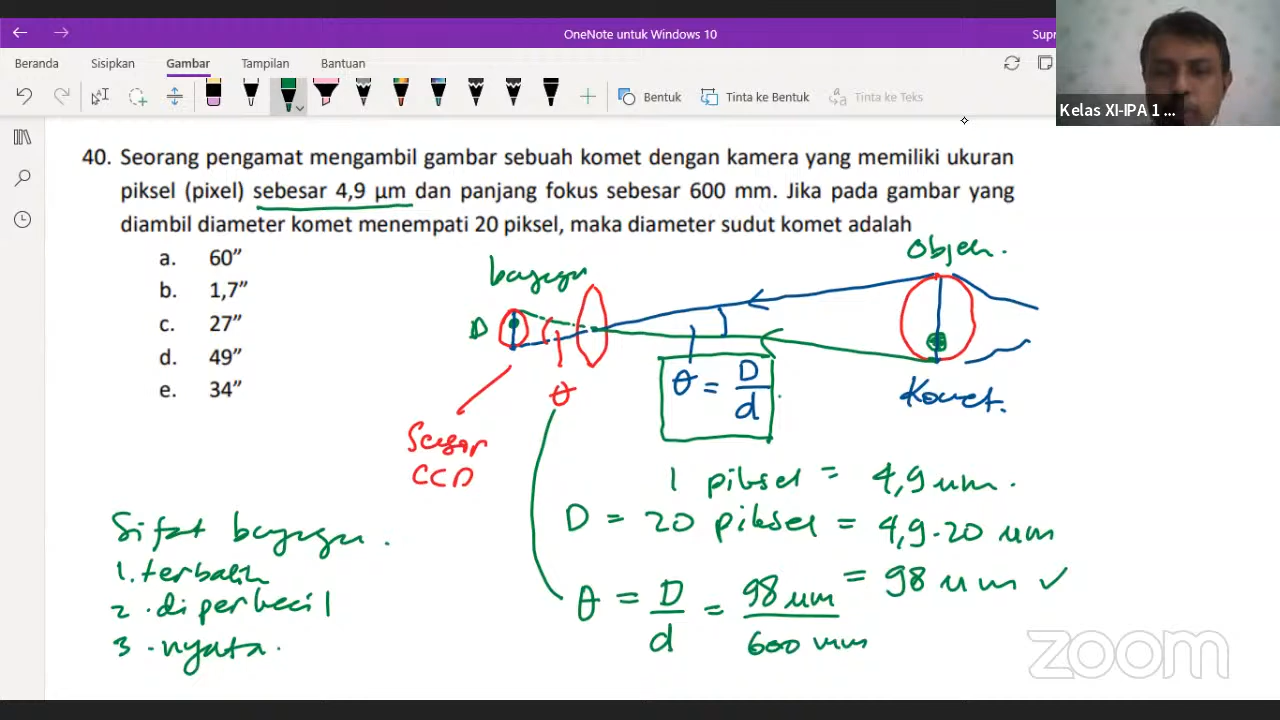 OneNote untuk Windows 10
Supr
Beranda
Sisipkan
Gambar
Tampilan
Bantuan
Bentuk
Tinta ke Bentuk
Tinta ke Teks
Kelas XI-IPA 1 ...
40. Seorang pengamat mengambil gambar sebuah komet dengan kamera yang memiliki ukuran
piksel (pixel) sebesar 4,9 μm dan panjang fokus sebesar 600 mm. Jika pada gambar yang
diambil diameter komet menempati 20 piksel, maka diameter sudut komet adalah
a. 60”
b. 1,7”
c. 27”
d. 49”
e. 34”
bayangan
Objek.
D
θ
θ = D/d
Komet.
Sensor
CCD
1 piksel = 4,9 um.
D = 20 piksel = 4,9.20 um
= 98 um ✓
θ = D/d = 98 um / 600 mm
Sifat bayangan.
1. terbalik
2. diperkecil
3. nyata.
zoom